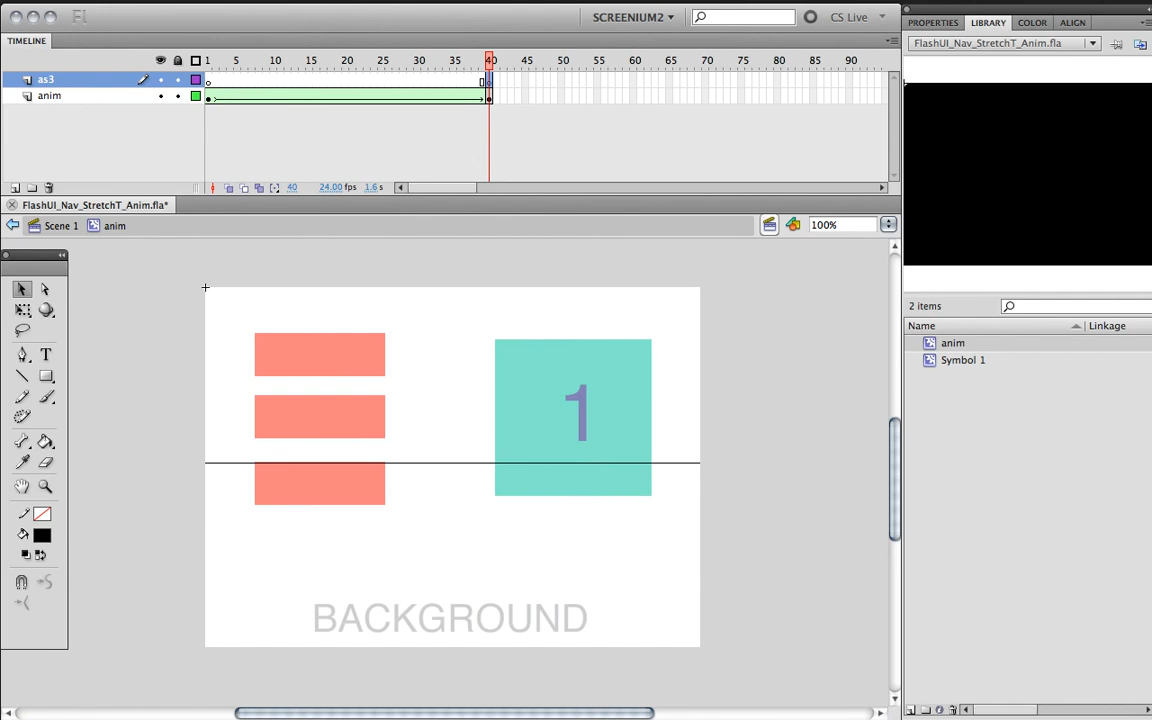 Fl
SCREENIUM2
CS Live
TIMELINE
1 5 10 15 20 25 30 35 40 45 50 55 60 65 70 75 80 85 90
as3
anim
40 24.00 fps 1.6 s
FlashUI_Nav_StretchT_Anim.fla*
Scene 1 anim 100%
T
1
BACKGROUND
PROPERTIES LIBRARY COLOR ALIGN
FlashUI_Nav_StretchT_Anim.fla
2 items
Name Linkage
anim
Symbol 1